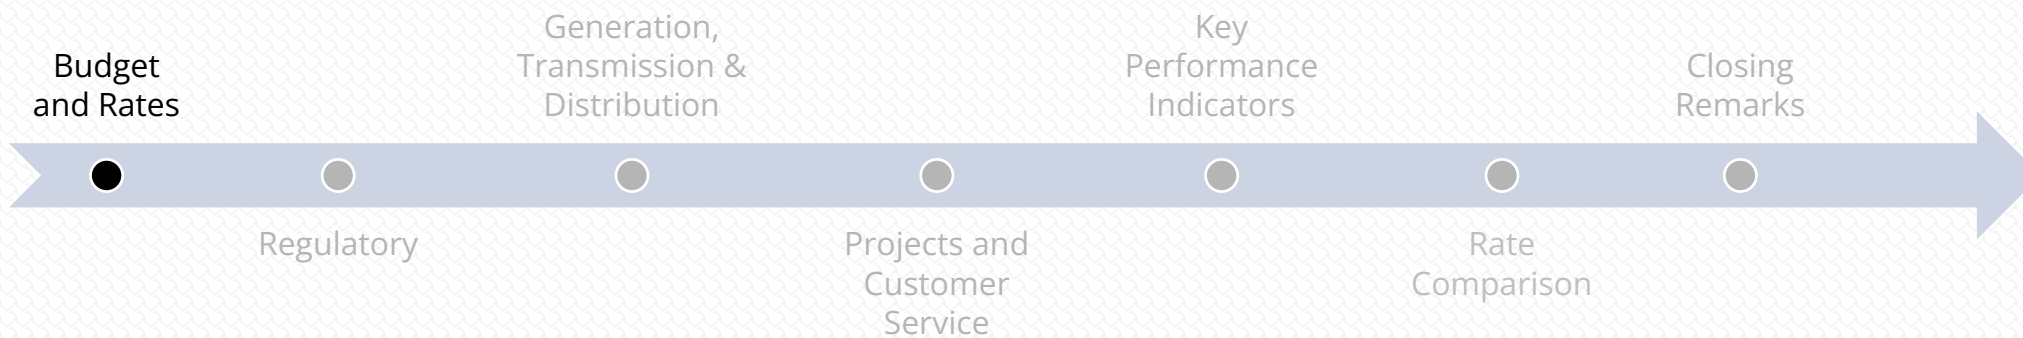 Budget
and Rates
Regulatory
Generation,
Transmission &
Distribution
Projects and
Customer
Service
Key
Performance
Indicators
Rate
Comparison
Closing
Remarks